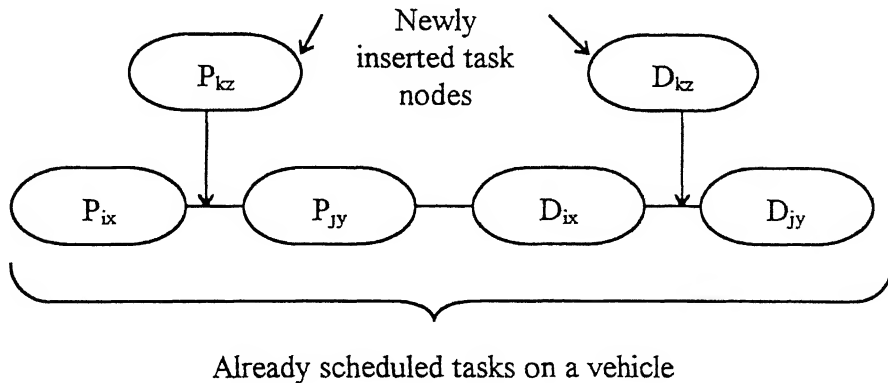 Newly
inserted task
nodes
P_kz
D_kz
P_ix
P_jy
D_ix
D_jy
Already scheduled tasks on a vehicle